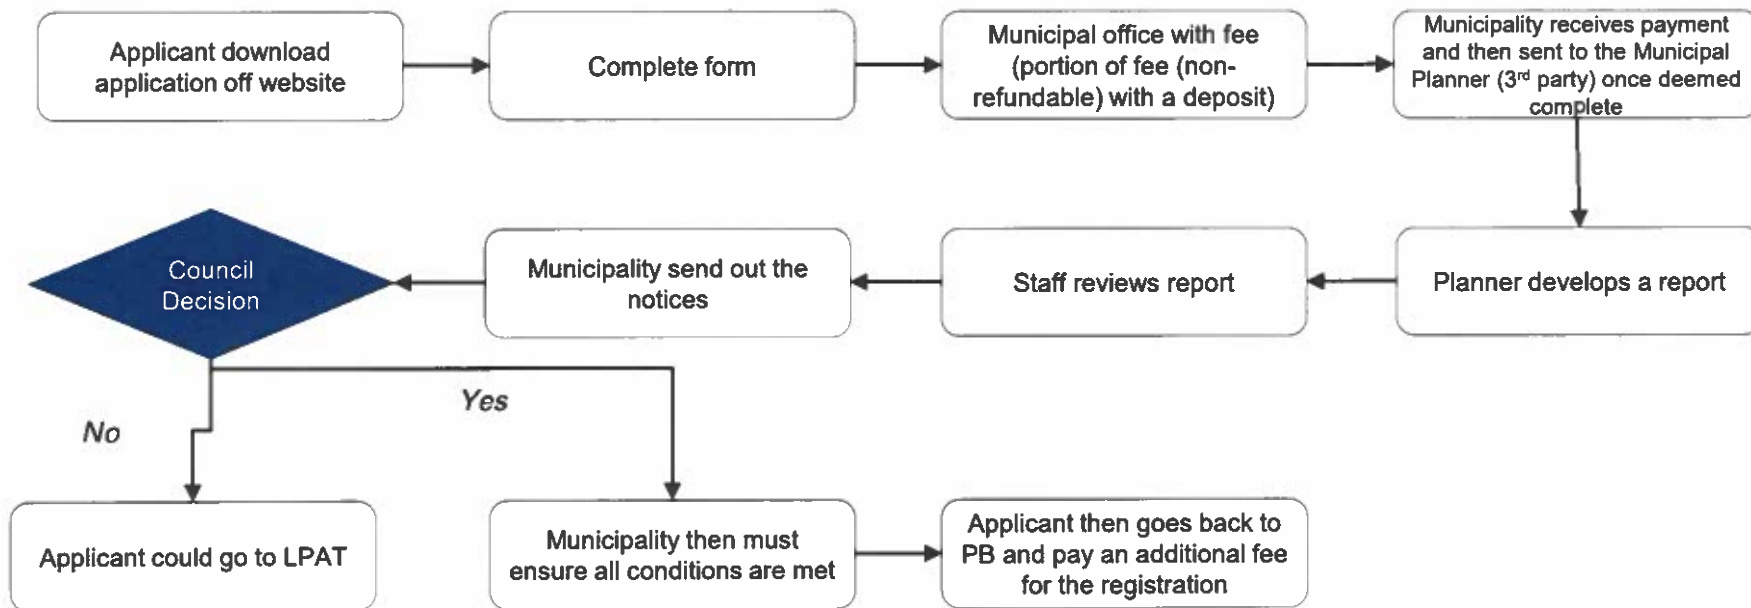 Applicant download
application off website
Complete form
Municipal office with fee
(portion of fee (non-
refundable) with a deposit)
Municipality receives payment
and then sent to the Municipal
Planner (3rd party) once deemed
complete
Council
Decision
Municipality send out the
notices
Staff reviews report
Planner develops a report
Yes
No
Applicant could go to LPAT
Municipality then must
ensure all conditions are met
Applicant then goes back to
PB and pay an additional fee
for the registration